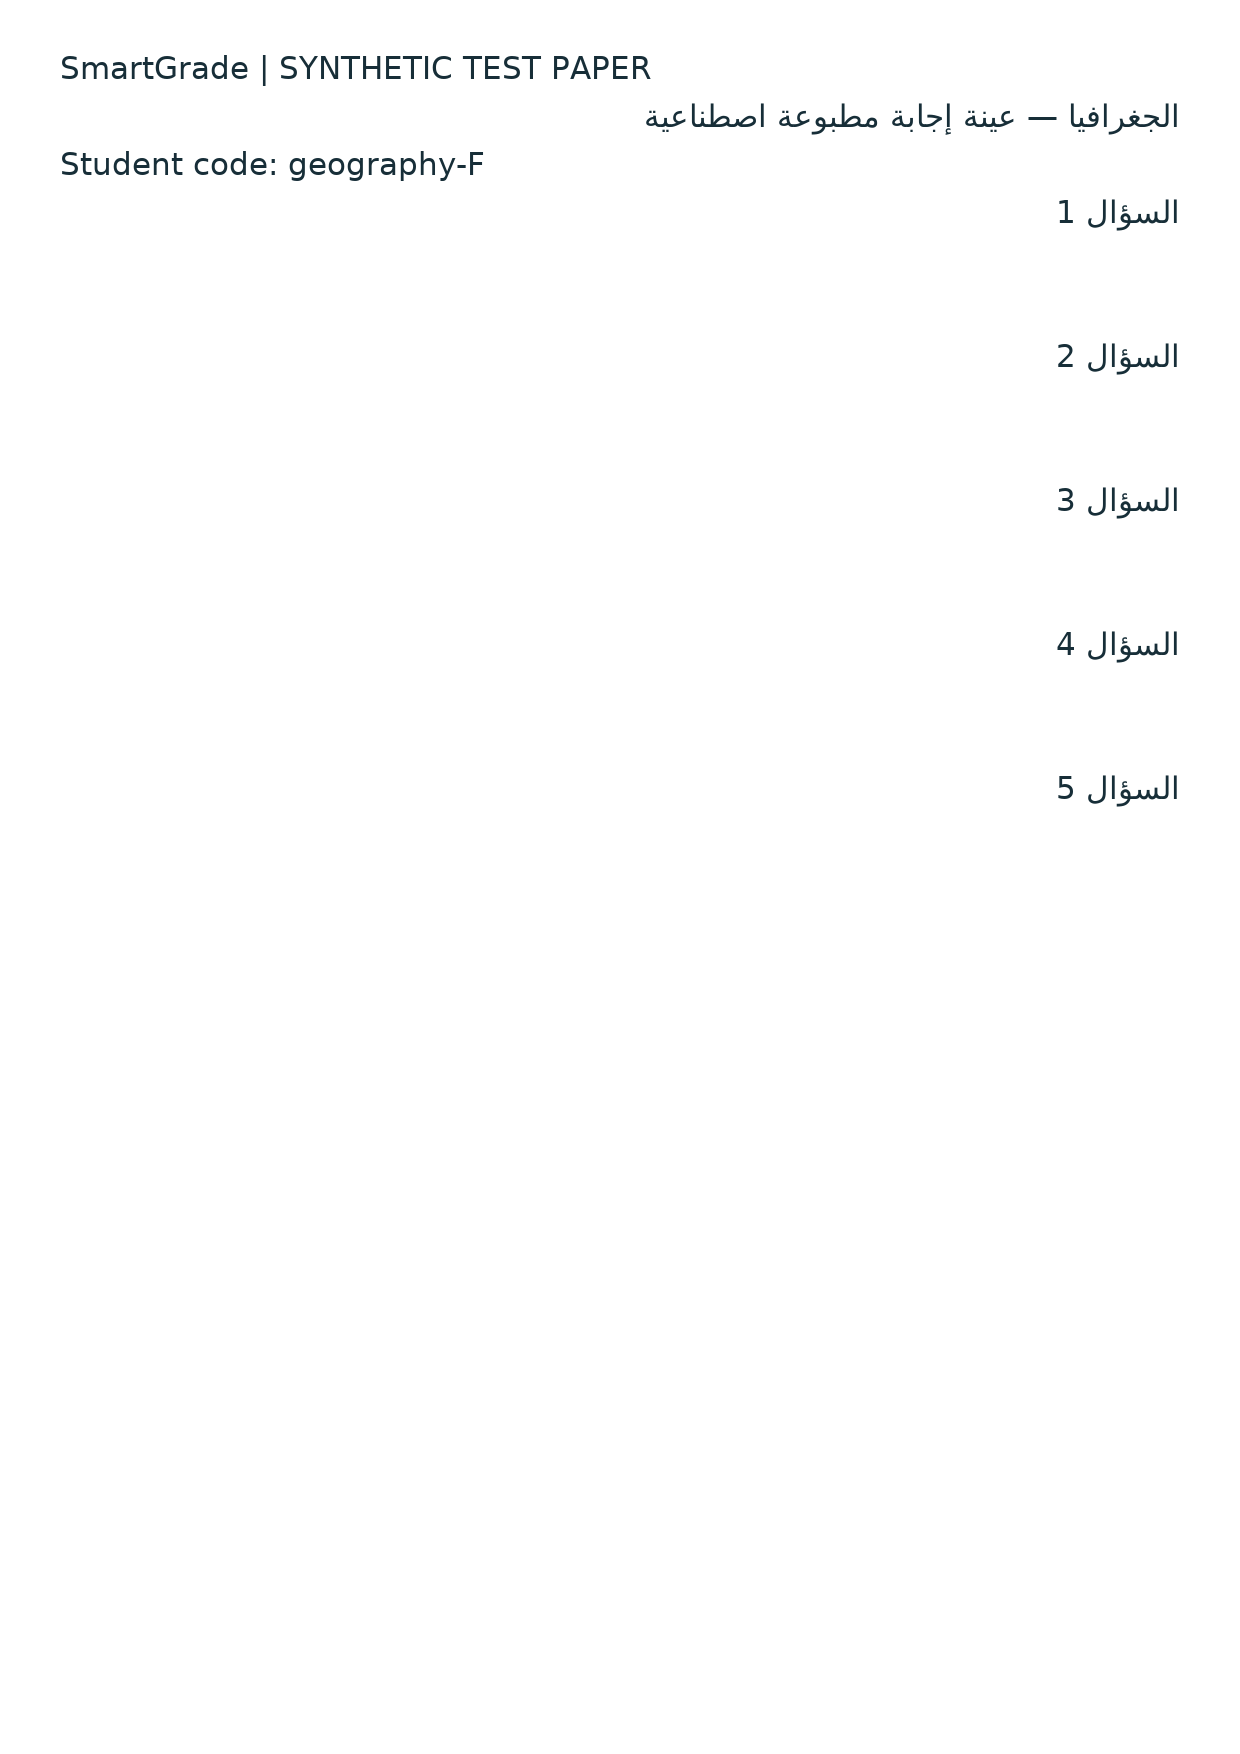 SmartGrade | SYNTHETIC TEST PAPER
الجغرافيا — عينة إجابة مطبوعة اصطناعية
Student code: geography-F
السؤال 1
السؤال 2
السؤال 3
السؤال 4
السؤال 5